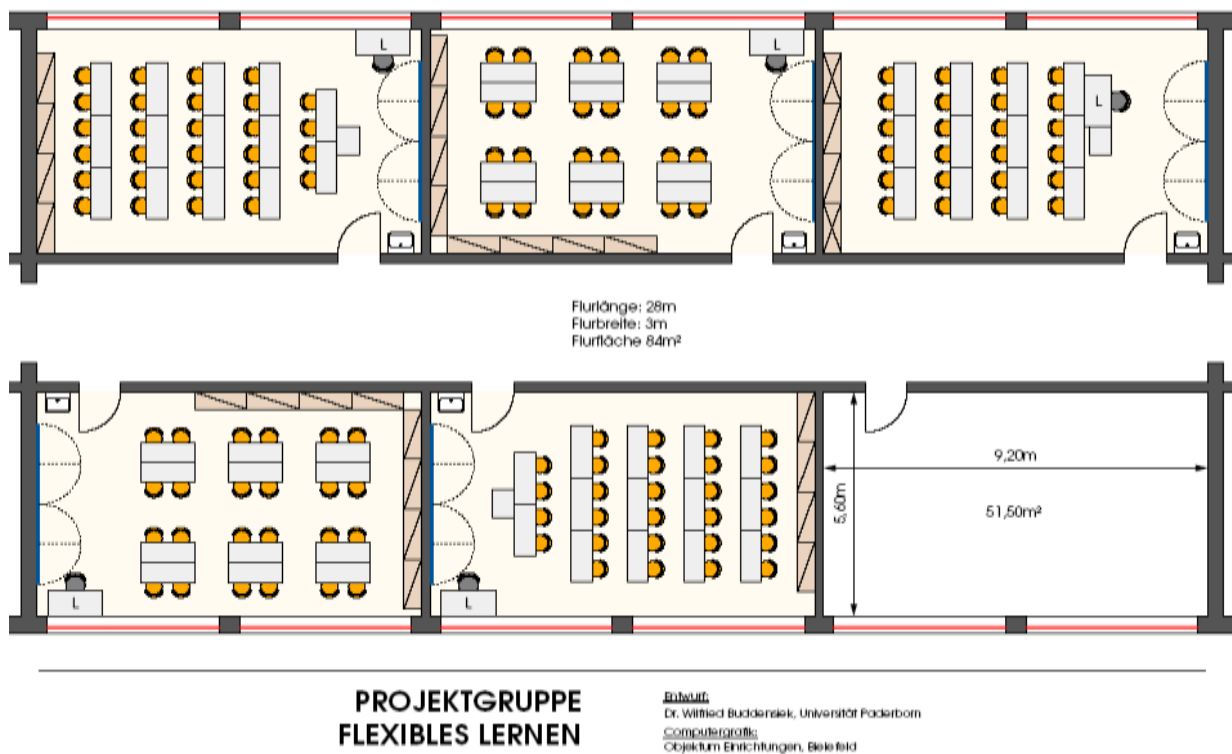 L
L
L
Flurlänge: 28m
Flurbreite: 3m
Flurfläche 84m²
9,20m
5,60m
51,50m²
L
L
PROJEKTGRUPPE
FLEXIBLES LERNEN
Entwurf:
Dr. Wilfried Buddensiek, Universität Paderborn
Computergrafik:
Objektum Einrichtungen, Bielefeld